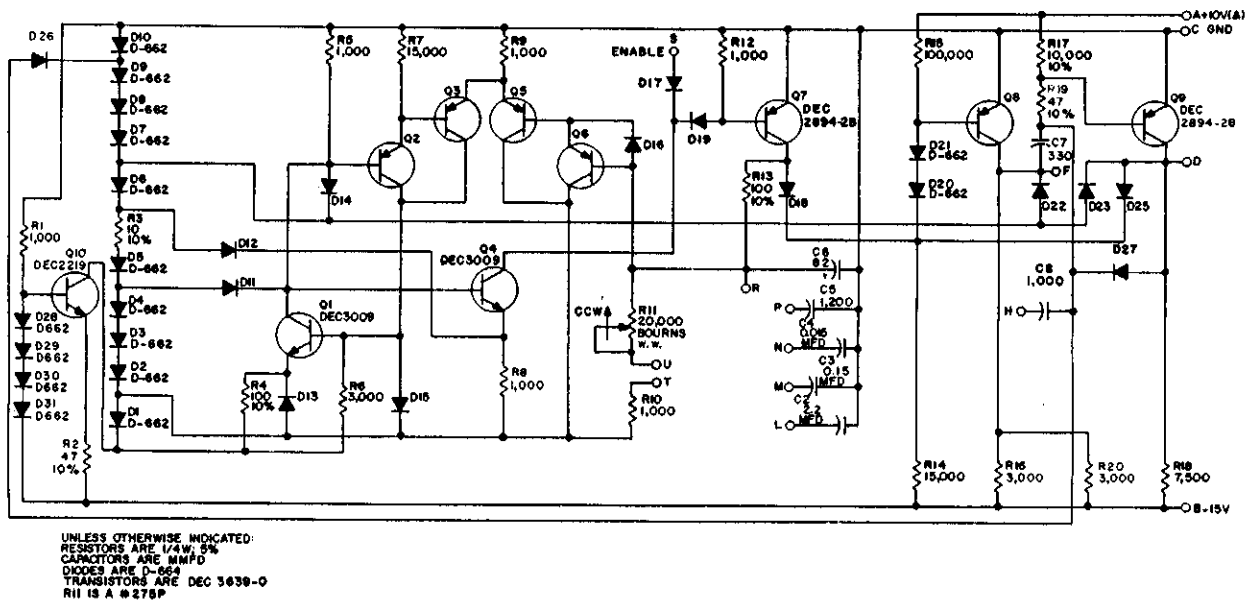 D26
D10
D-662
D9
D-662
D8
D-662
D7
D-662
D6
D-662
R3
10
10%
D5
D-662
D4
D-662
D3
D-662
D2
D-662
D1
D-662
R1
1,000
Q10
DEC2219
D28
D662
D29
D662
D30
D662
D31
D662
R2
47
10%
D12
D11
R5
1,000
R7
15,000
R9
1,000
Q3
Q5
Q2
Q6
D14
D16
Q1
DEC3009
R4
100
10%
D13
R6
3,000
D15
Q4
DEC3009
R8
1,000
CCW
R11
20,000
BOURNS
W.W.
U
T
R10
1,000
ENABLE
S
D17
D19
R12
1,000
Q7
DEC
2894-2B
R13
100
10%
D18
R
C6
82
C5
1,200
P
C4
0.015
MFD
N
C3
0.15
MFD
M
C2
2.2
MFD
L
R15
100,000
Q8
D21
D-662
D20
D-662
R14
15,000
R16
3,000
R17
10,000
10%
R19
47
10%
C7
330
F
D22
D23
D25
D27
C8
1,000
H
R20
3,000
R18
7,500
Q9
DEC
2894-2B
A+10V(A)
C GND
D
B-15V
UNLESS OTHERWISE INDICATED:
RESISTORS ARE 1/4W; 5%
CAPACITORS ARE MMFD
DIODES ARE D-664
TRANSISTORS ARE DEC 3639-0
R11 IS A # 275P